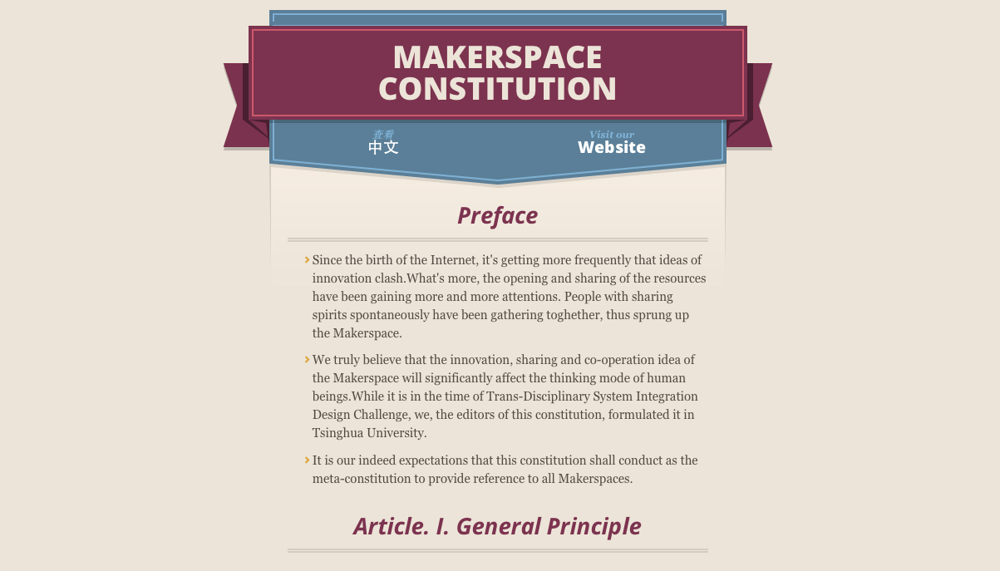 MAKERSPACE
CONSTITUTION
查看
中文
Visit our
Website
Preface
Since the birth of the Internet, it's getting more frequently that ideas of
innovation clash.What's more, the opening and sharing of the resources
have been gaining more and more attentions. People with sharing
spirits spontaneously have been gathering toghether, thus sprung up
the Makerspace.
We truly believe that the innovation, sharing and co-operation idea of
the Makerspace will significantly affect the thinking mode of human
beings.While it is in the time of Trans-Disciplinary System Integration
Design Challenge, we, the editors of this constitution, formulated it in
Tsinghua University.
It is our indeed expectations that this constitution shall conduct as the
meta-constitution to provide reference to all Makerspaces.
Article. I. General Principle